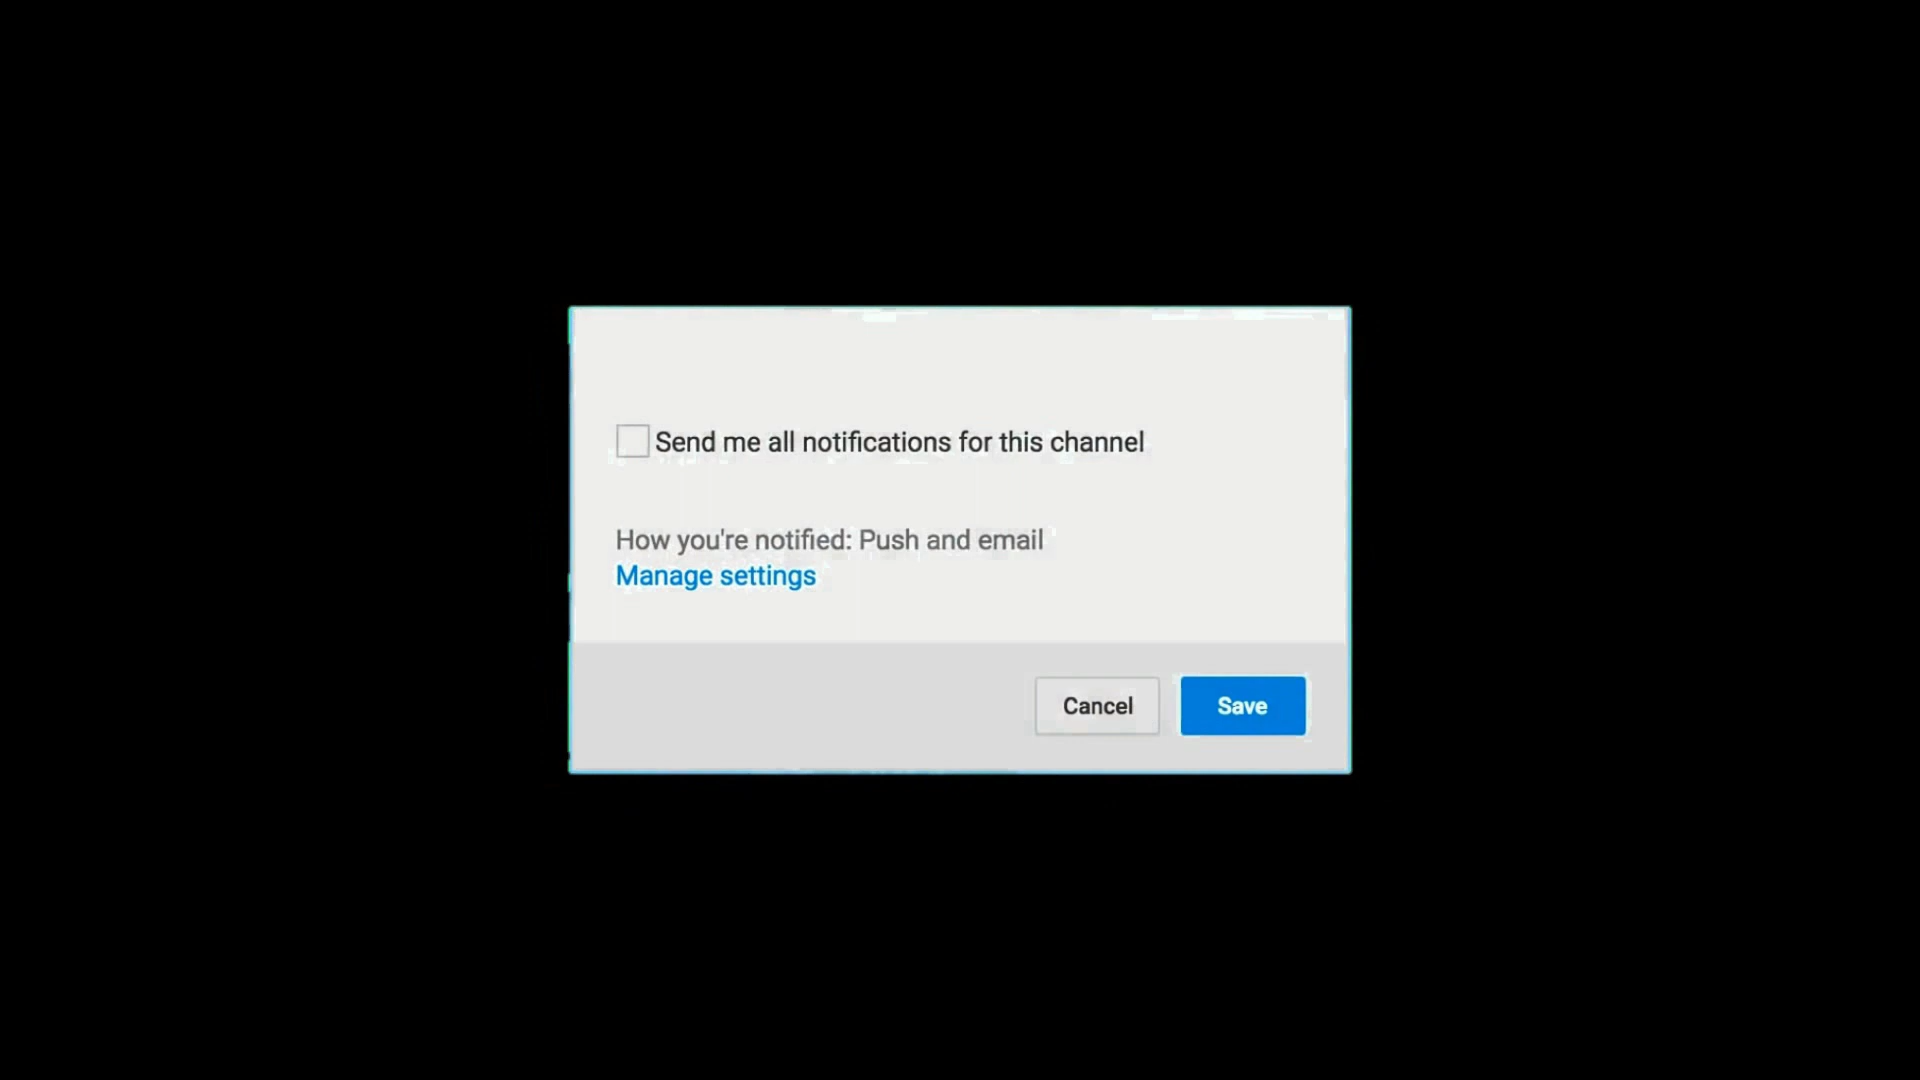 Send me all notifications for this channel
How you're notified: Push and email
Manage settings
Cancel Save